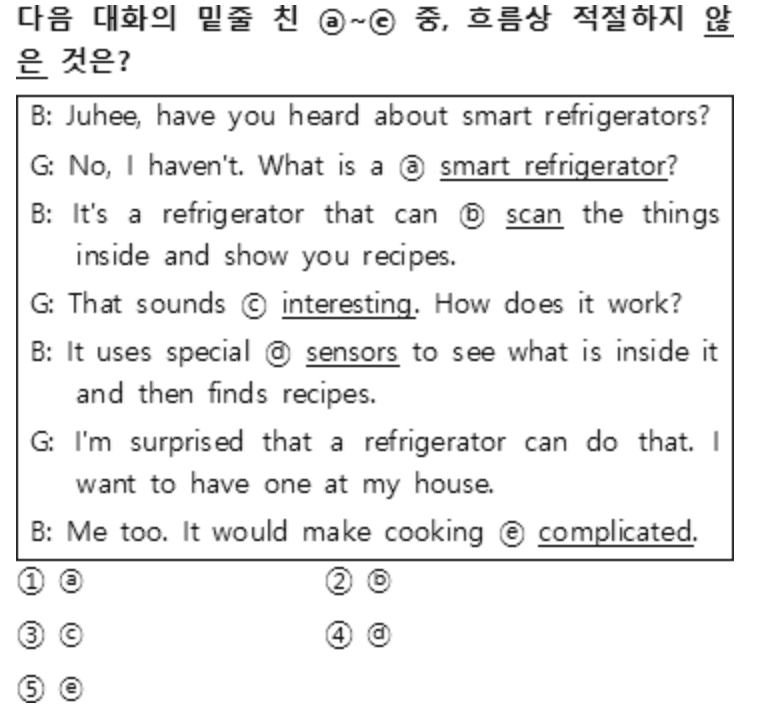 다음 대화의 밑줄 친 ⓐ~ⓔ 중, 흐름상 적절하지 않
은 것은?
B: Juhee, have you heard about smart refrigerators?
G: No, I haven't. What is a ⓐ smart refrigerator?
B: It's a refrigerator that can ⓑ scan the things
inside and show you recipes.
G: That sounds ⓒ interesting. How does it work?
B: It uses special ⓓ sensors to see what is inside it
and then finds recipes.
G: I'm surprised that a refrigerator can do that. I
want to have one at my house.
B: Me too. It would make cooking ⓔ complicated.
① ⓐ ② ⓑ
③ ⓒ ④ ⓓ
⑤ ⓔ